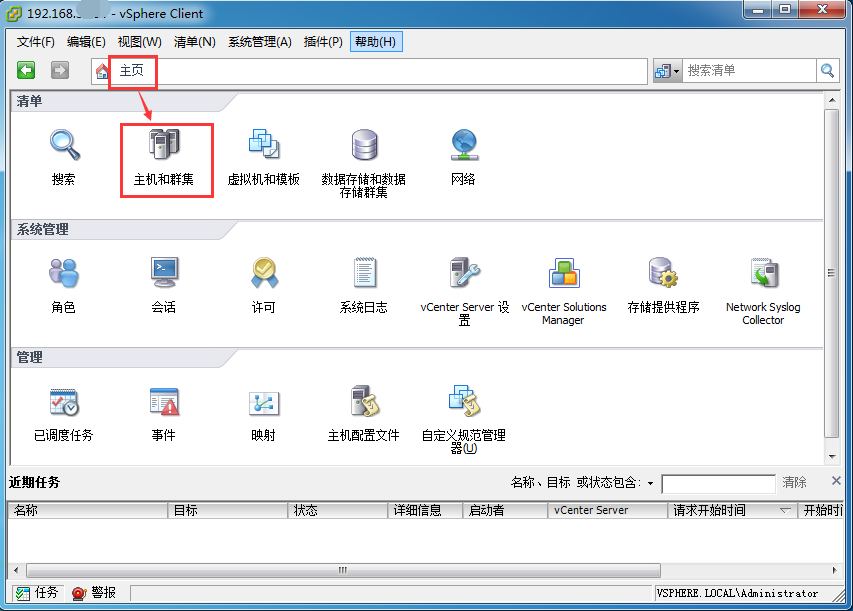 192.168. - vSphere Client
文件(F) 编辑(E) 视图(W) 清单(N) 系统管理(A) 插件(P) 帮助(H)
主页 搜索清单
清单
搜索 主机和群集 虚拟机和模板 数据存储和数据 网络
存储群集
系统管理
角色 会话 许可 系统日志 vCenter Server 设 vCenter Solutions 存储提供程序 Network Syslog
置 Manager Collector
管理
已调度任务 事件 映射 主机配置文件 自定义规范管理
器(U)
近期任务 名称、目标 或状态包含: 清除
名称 目标 状态 详细信息 启动者 vCenter Server 请求开始时间 开始时间
任务 警报 VSPHERE.LOCAL\Administrator